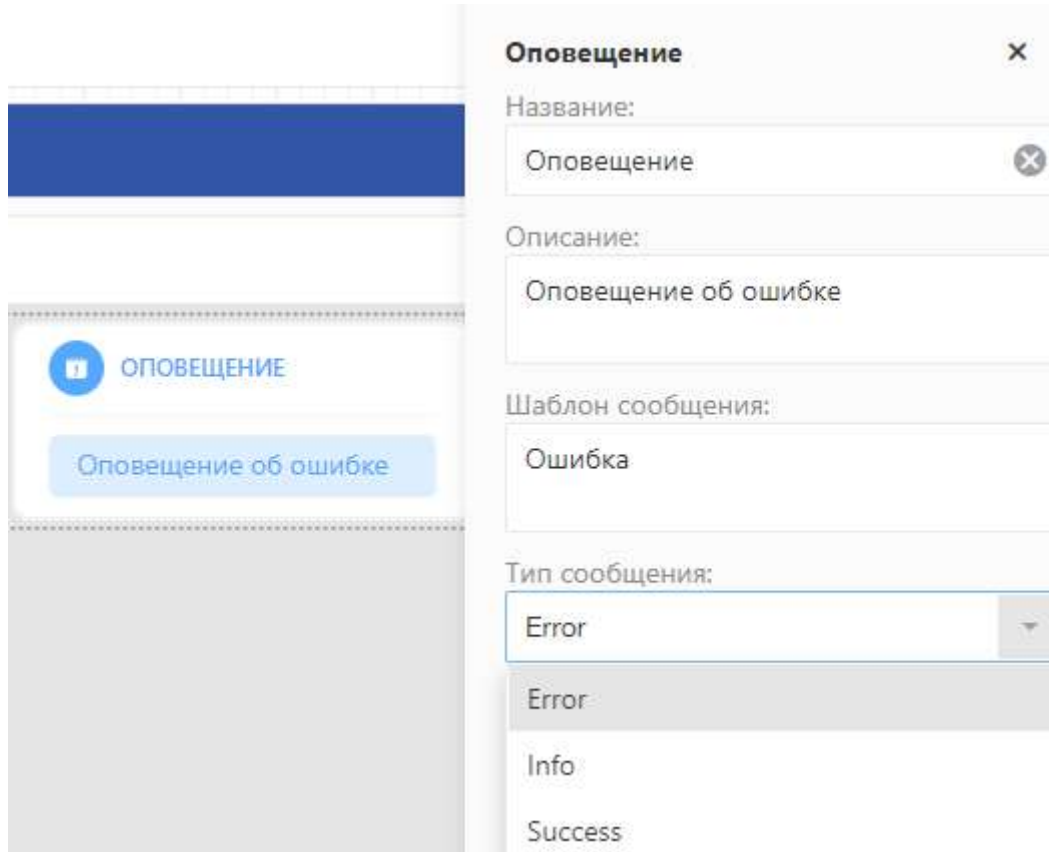 ОПОВЕЩЕНИЕ
Оповещение об ошибке
Оповещение
Название:
Оповещение
Описание:
Оповещение об ошибке
Шаблон сообщения:
Ошибка
Тип сообщения:
Error
Error
Info
Success